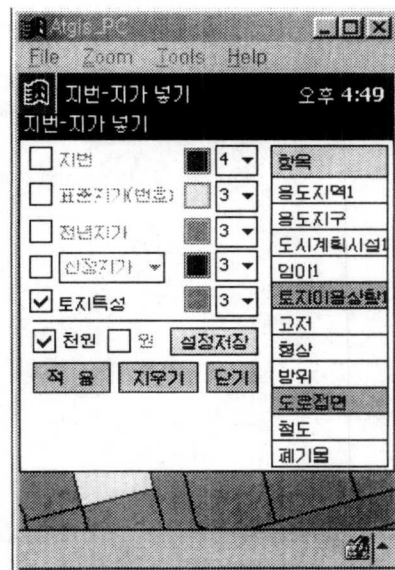 Atgis_PC
File Zoom Tools Help
지번-지가 넣기 오후 4:49
지번-지가 넣기
지번 4
표준지가(번호) 3
전년지가 3
산정지가 3
토지특성 3
천원 원 설정저장
적 용 지우기 닫기
항목
용도지역1
용도지구
도시계획시설1
임야1
토지이용상황1
고저
형상
방위
도로접면
철도
폐기물